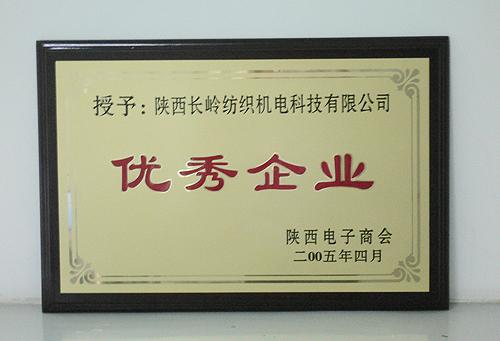 授予：陕西长岭纺织机电科技有限公司
优秀企业
陕西电子商会
二00五年四月